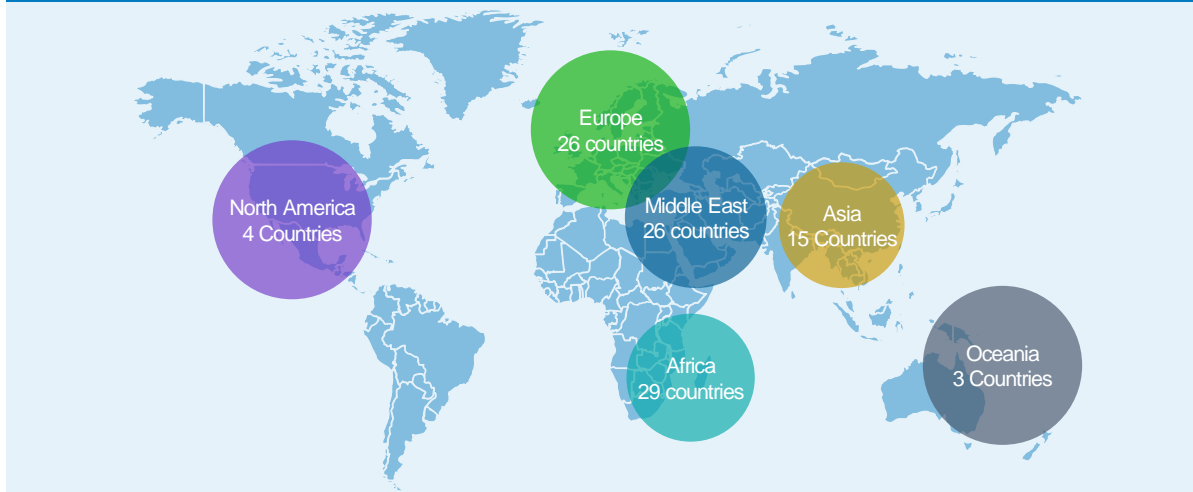 Europe
26 countries
North America
4 Countries
Middle East
26 countries
Asia
15 Countries
Africa
29 countries
Oceania
3 Countries